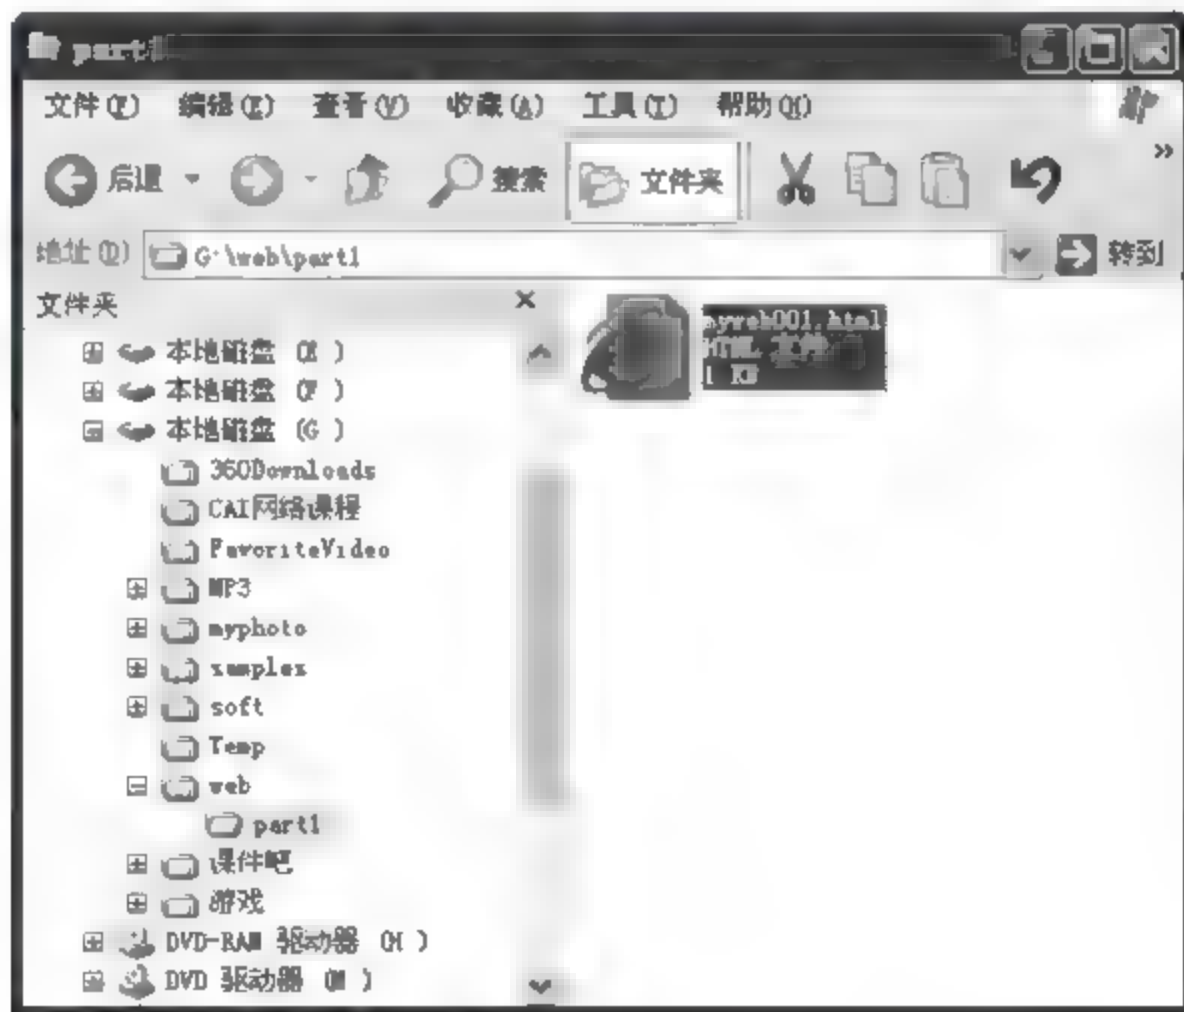 part1
文件(F) 编辑(E) 查看(V) 收藏(A) 工具(T) 帮助(H)
后退 搜索 文件夹 »
地址(D) G:\web\part1 转到
文件夹
本地磁盘 (E )
本地磁盘 (F )
本地磁盘 (G )
360Downloads
CAI网络课程
FavoriteVideo
MP3
myphoto
samples
soft
Temp
web
part1
课件吧
游戏
DVD-RAM 驱动器 (H )
DVD 驱动器 (M )
myweb001.html
HTML 文件
1 KB